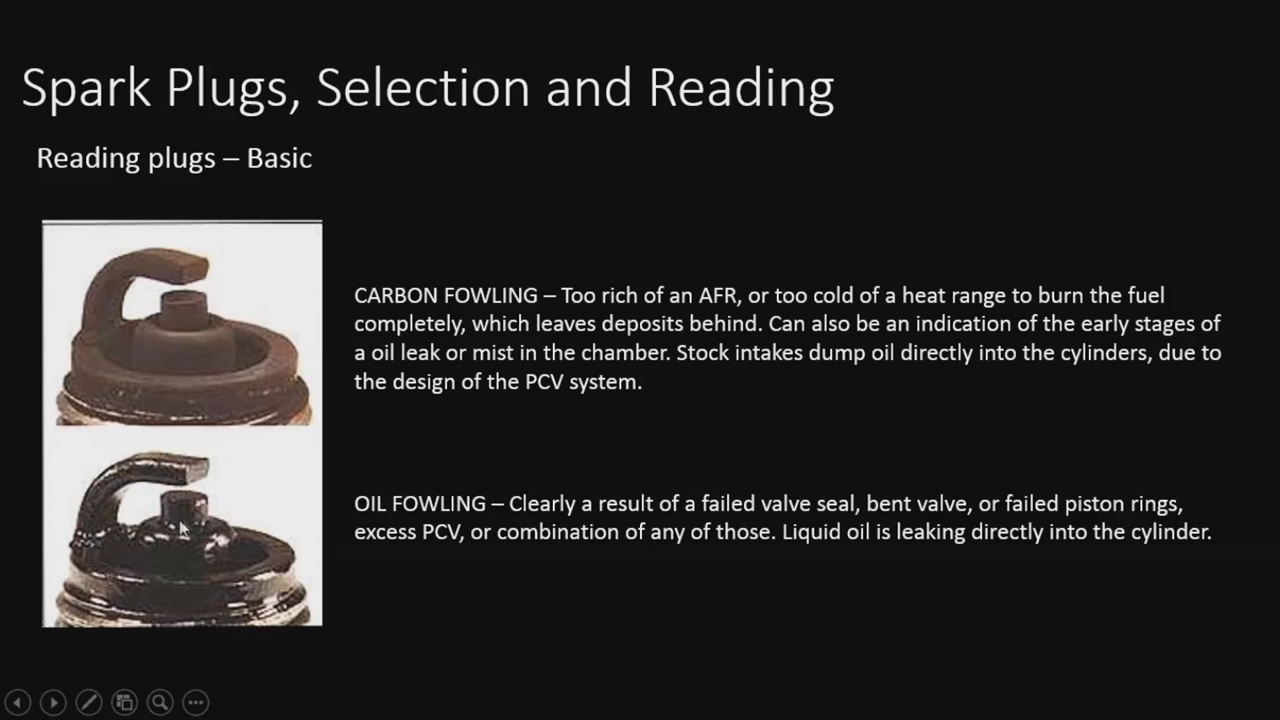 Spark Plugs, Selection and Reading
Reading plugs – Basic
CARBON FOWLING – Too rich of an AFR, or too cold of a heat range to burn the fuel
completely, which leaves deposits behind. Can also be an indication of the early stages of
a oil leak or mist in the chamber. Stock intakes dump oil directly into the cylinders, due to
the design of the PCV system.
OIL FOWLING – Clearly a result of a failed valve seal, bent valve, or failed piston rings,
excess PCV, or combination of any of those. Liquid oil is leaking directly into the cylinder.